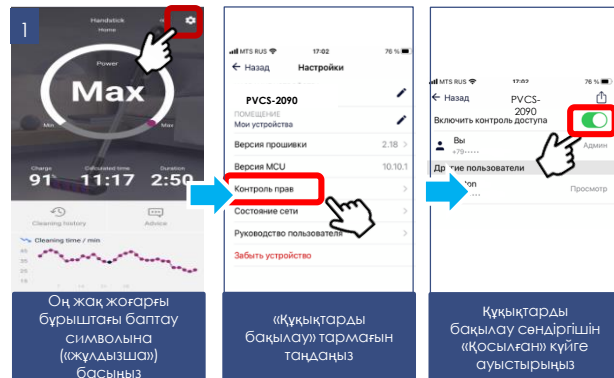 1
Handstick
Home
Power
Max
Min
Max
Charge
Calculated time
Duration
91
11:17
2:50
Cleaning history
Advice
Cleaning time / min
45
35
25
15
Оң жақ жоғарғы
бұрыштағы баптау
символына
(«жұлдызша»)
басыңыз
MTS RUS
17:02
76 %
← Назад
Настройки
PVCS-2090
ПОМЕЩЕНИЕ
Мои устройства
Версия прошивки
2.18 >
Версия MCU
10.10.1
Контроль прав
>
Состояние сети
>
Руководство пользователя
>
Забыть устройство
«Құқықтарды
бақылау» тармағын
таңдаңыз
MTS RUS
17:02
76 %
← Назад
PVCS-
2090
Включить контроль доступа
Вы
Админ
+79
Другие пользователи
Просмотр
Құқықтарды
бақылау сөндіргішін
«Қосылған» күйге
ауыстырыңыз